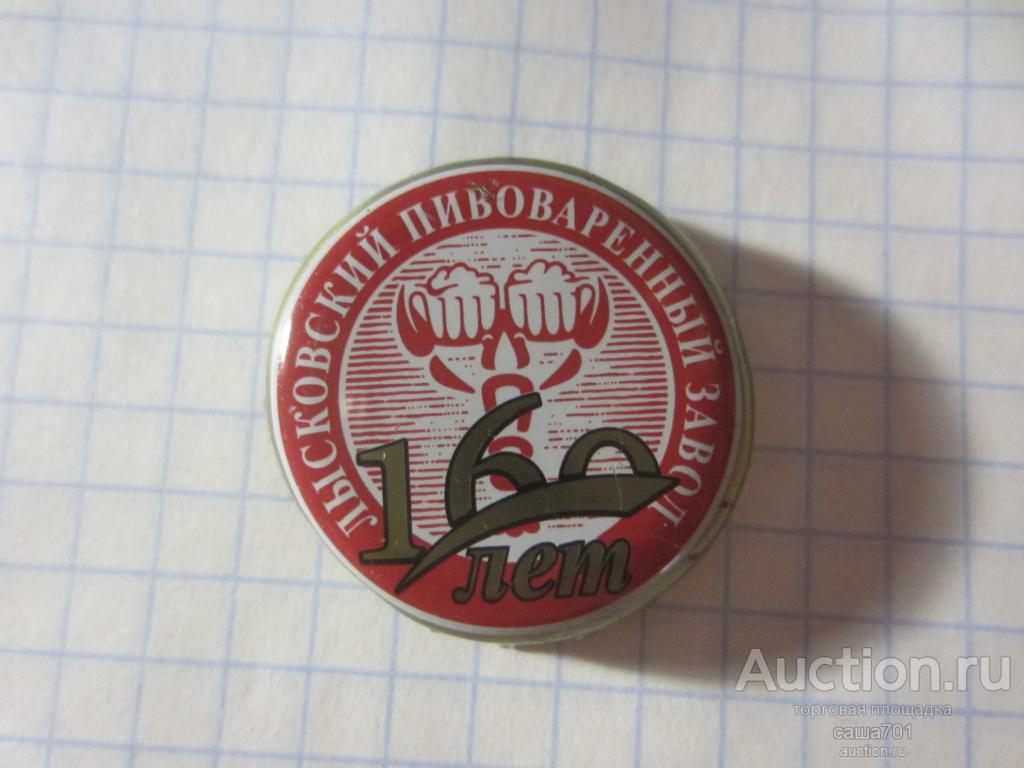 ЛЫСКОВСКИЙ ПИВОВАРЕННЫЙ ЗАВОД
160
лет
Auction.ru
торговая площадка
саша701
auction.ru